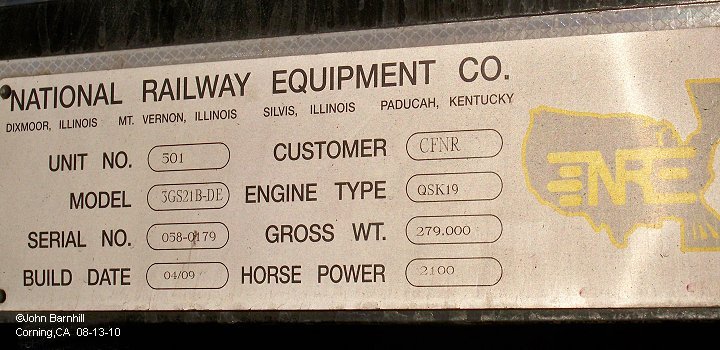 NATIONAL RAILWAY EQUIPMENT CO.
DIXMOOR, ILLINOIS MT. VERNON, ILLINOIS SILVIS, ILLINOIS PADUCAH, KENTUCKY
UNIT NO. 501 CUSTOMER CFNR
MODEL 3GS21B-DE ENGINE TYPE QSK19
SERIAL NO. 058-0179 GROSS WT. 279.000
BUILD DATE 04/09 HORSE POWER 2100
NRE
©John Barnhill
Corning,CA 08-13-10